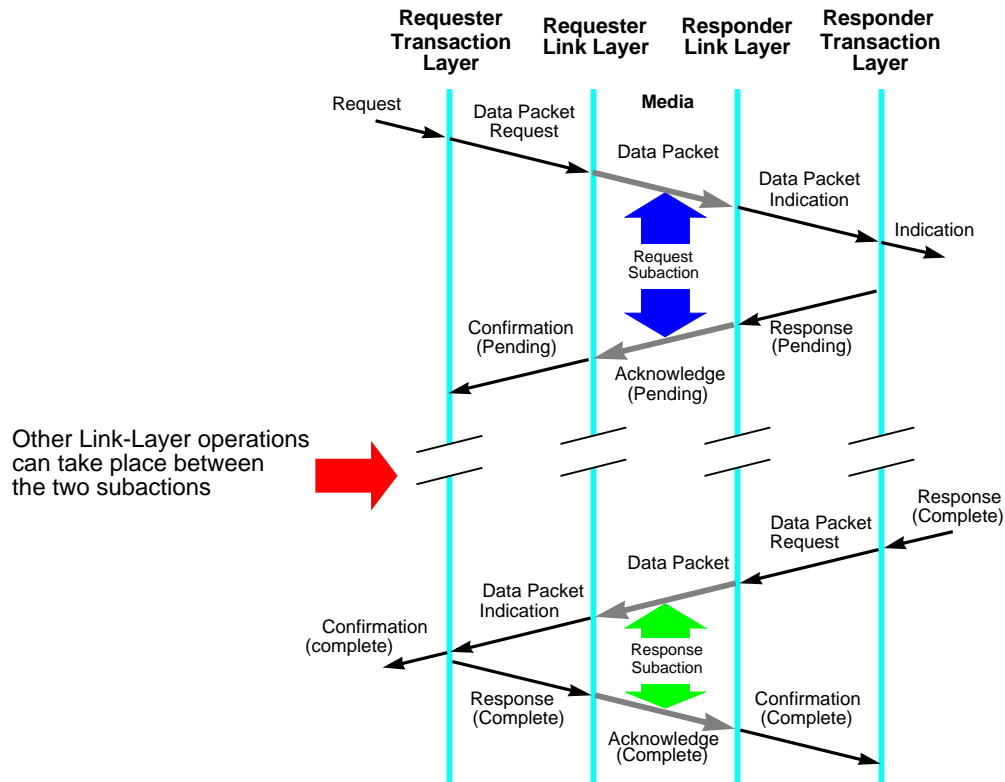 Requester
Transaction
Layer
Requester
Link Layer
Responder
Link Layer
Responder
Transaction
Layer
Media
Request
Data Packet
Request
Data Packet
Data Packet
Indication
Indication
Request
Subaction
Confirmation
(Pending)
Acknowledge
(Pending)
Response
(Pending)
Other Link-Layer operations
can take place between
the two subactions
Response
(Complete)
Data Packet
Request
Data Packet
Data Packet
Indication
Confirmation
(complete)
Response
Subaction
Response
(Complete)
Acknowledge
(Complete)
Confirmation
(Complete)